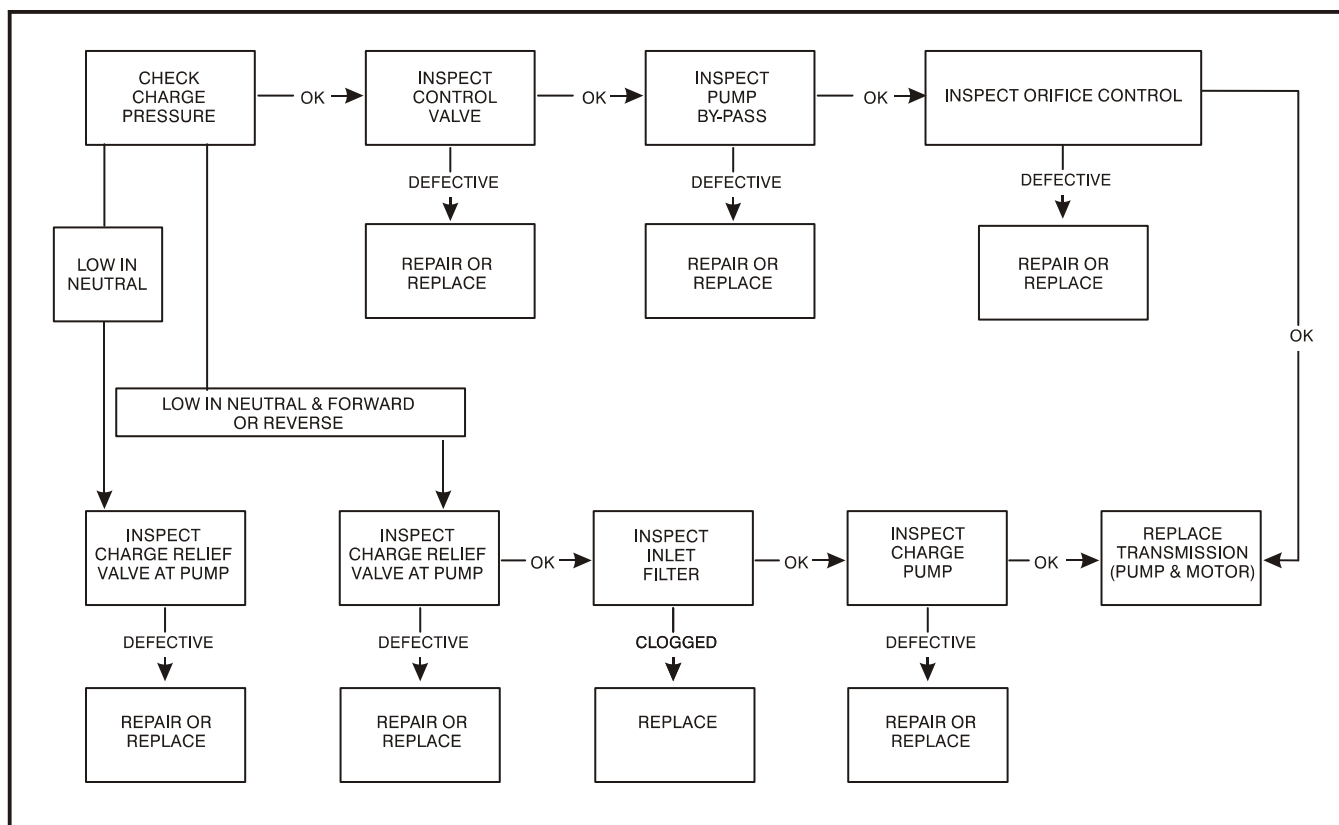 CHECK
CHARGE
PRESSURE
OK
INSPECT
CONTROL
VALVE
OK
INSPECT
PUMP
BY-PASS
OK
INSPECT ORIFICE CONTROL
DEFECTIVE
DEFECTIVE
DEFECTIVE
LOW IN
NEUTRAL
REPAIR OR
REPLACE
REPAIR OR
REPLACE
REPAIR OR
REPLACE
OK
LOW IN NEUTRAL & FORWARD
OR REVERSE
INSPECT
CHARGE RELIEF
VALVE AT PUMP
INSPECT
CHARGE RELIEF
VALVE AT PUMP
OK
INSPECT
INLET
FILTER
OK
INSPECT
CHARGE
PUMP
OK
REPLACE
TRANSMISSION
(PUMP & MOTOR)
DEFECTIVE
DEFECTIVE
CLOGGED
DEFECTIVE
REPAIR OR
REPLACE
REPAIR OR
REPLACE
REPLACE
REPAIR OR
REPLACE